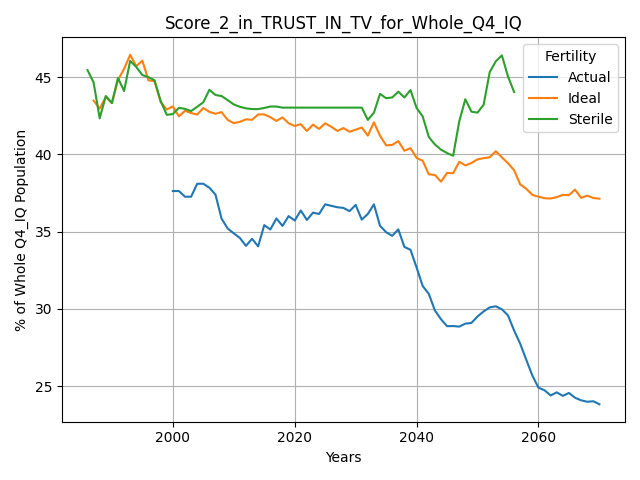 Score_2_in_TRUST_IN_TV_for_Whole_Q4_IQ
Fertility
Actual
Ideal
Sterile
% of Whole Q4_IQ Population
45
40
35
30
25
2000
2020
2040
2060
Years